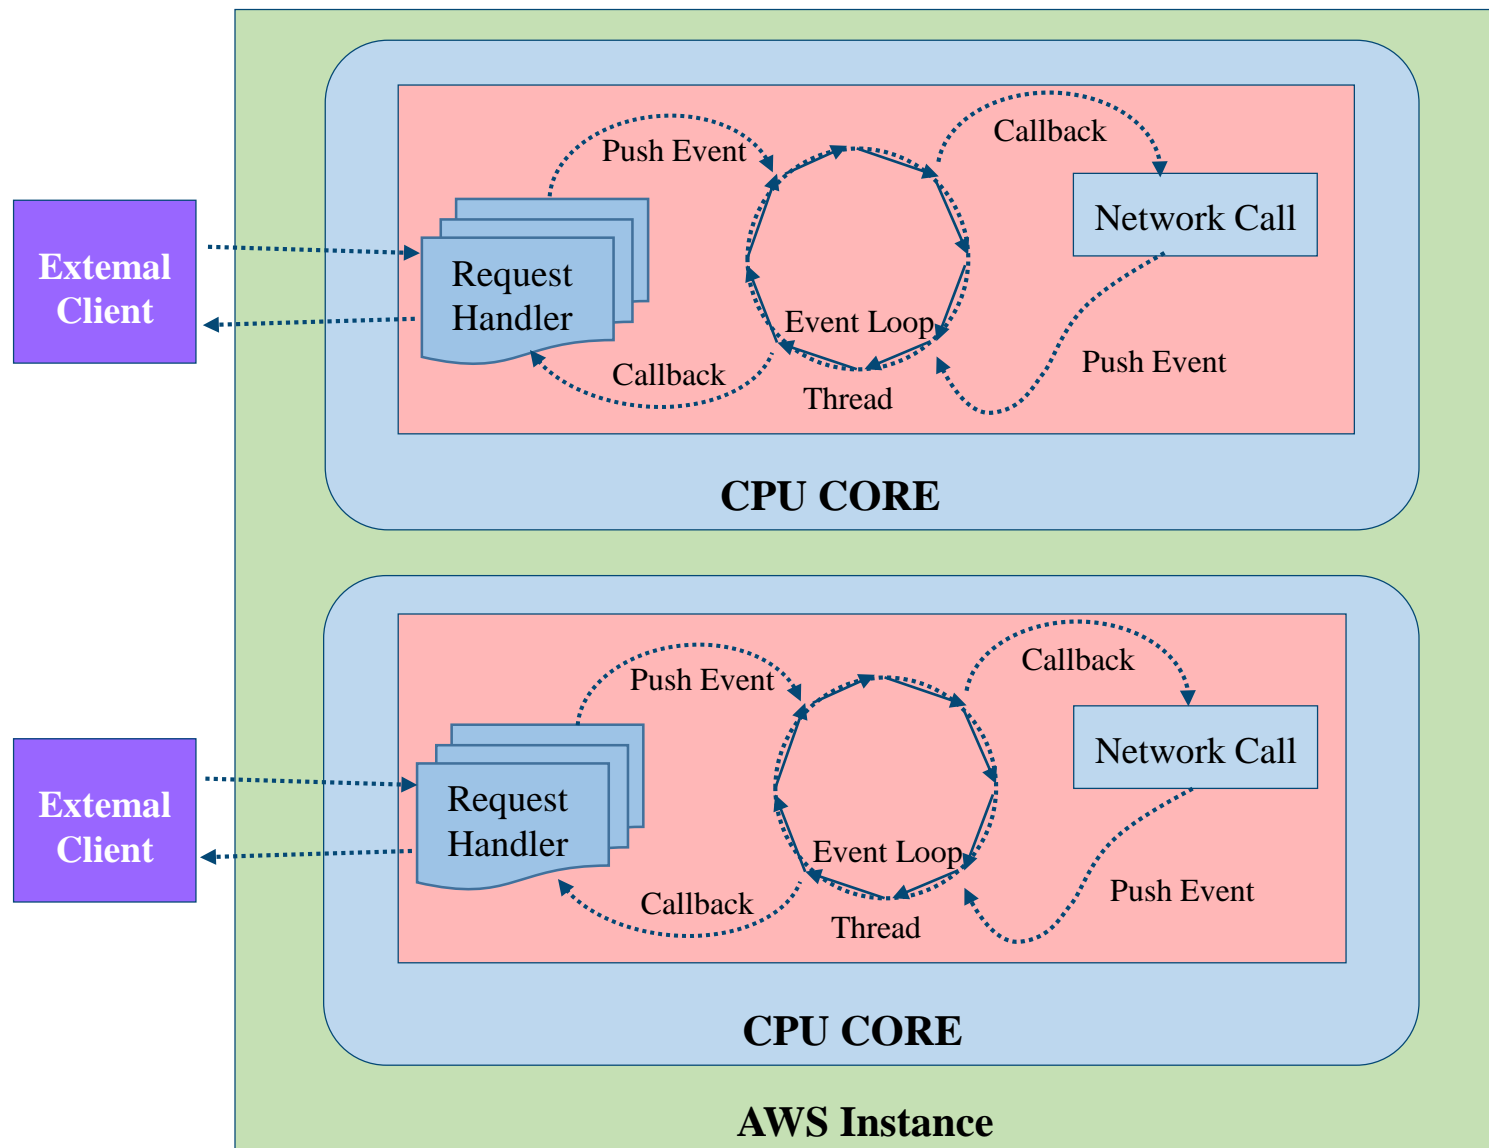 Push Event
Callback
Extemal
Client
Request
Handler
Network Call
Event Loop
Callback
Thread
Push Event
CPU CORE
Push Event
Callback
Extemal
Client
Request
Handler
Network Call
Event Loop
Callback
Thread
Push Event
CPU CORE
AWS Instance